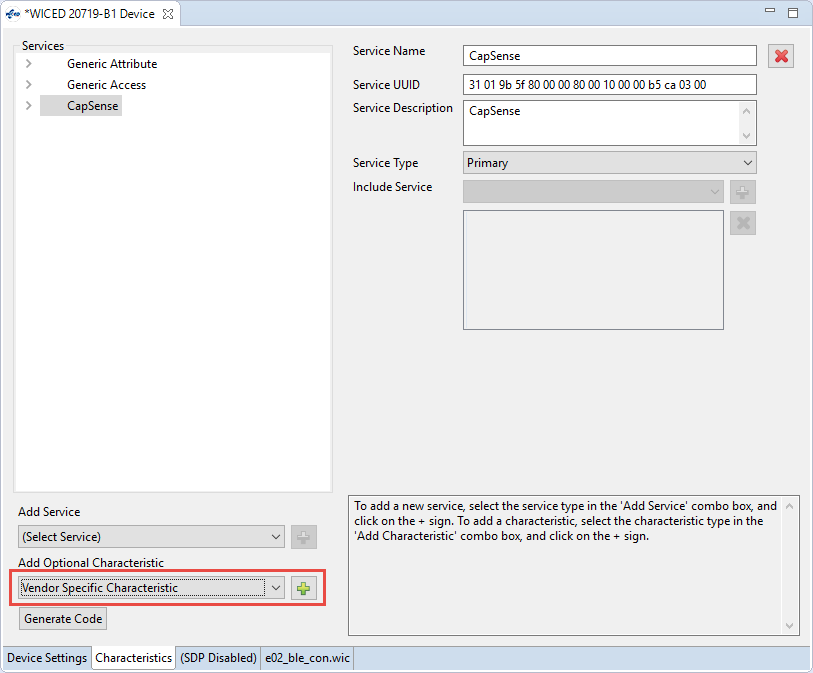 *WICED 20719-B1 Device
Services
Generic Attribute
Generic Access
CapSense
Service Name
CapSense
Service UUID
31 01 9b 5f 80 00 00 80 00 10 00 00 b5 ca 03 00
Service Description
CapSense
Service Type
Primary
Include Service
Add Service
(Select Service)
Add Optional Characteristic
Vendor Specific Characteristic
Generate Code
To add a new service, select the service type in the 'Add Service' combo box, and
click on the + sign. To add a characteristic, select the characteristic type in the
'Add Characteristic' combo box, and click on the + sign.
Device Settings
Characteristics
(SDP Disabled)
e02_ble_con.wic